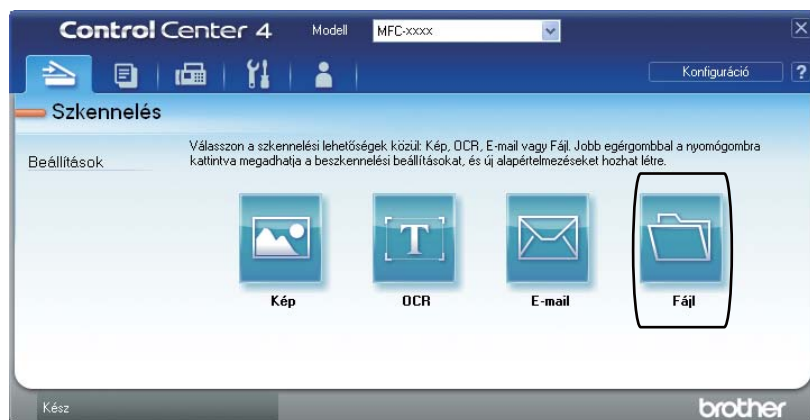 Control Center 4 Modell MFC-xxxx X
Konfiguráció ?
Szkennelés
Beállítások
Válasszon a szkennelési lehetőségek közül: Kép, OCR, E-mail vagy Fájl. Jobb egérgombbal a nyomógombra
kattintva megadhatja a beszkennelési beállításokat, és új alapértelmezéseket hozhat létre.
T
Kép OCR E-mail Fájl
Kész brother